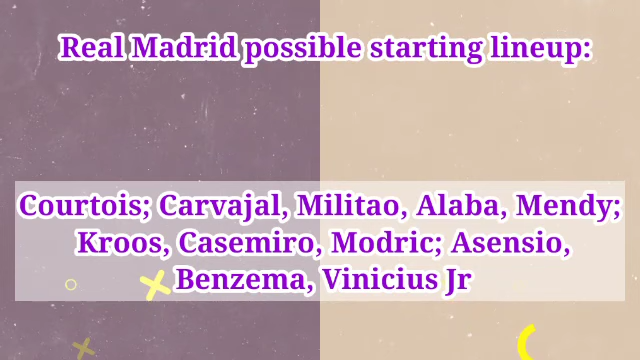 Real Madrid possible starting lineup:
Courtois; Carvajal, Militao, Alaba, Mendy;
Kroos, Casemiro, Modric; Asensio,
Benzema, Vinicius Jr